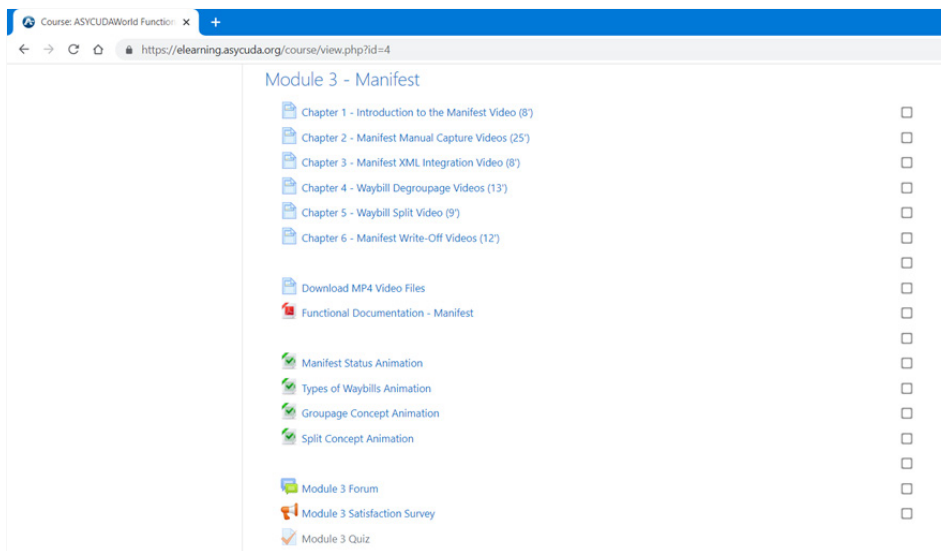 Course: ASYCUDAWorld Function
https://elearning.asycuda.org/course/view.php?id=4
Module 3 - Manifest
Chapter 1 - Introduction to the Manifest Video (8')
Chapter 2 - Manifest Manual Capture Videos (25')
Chapter 3 - Manifest XML Integration Video (8')
Chapter 4 - Waybill Degroupage Videos (13')
Chapter 5 - Waybill Split Video (9')
Chapter 6 - Manifest Write-Off Videos (12')
Download MP4 Video Files
Functional Documentation - Manifest
Manifest Status Animation
Types of Waybills Animation
Groupage Concept Animation
Split Concept Animation
Module 3 Forum
Module 3 Satisfaction Survey
Module 3 Quiz